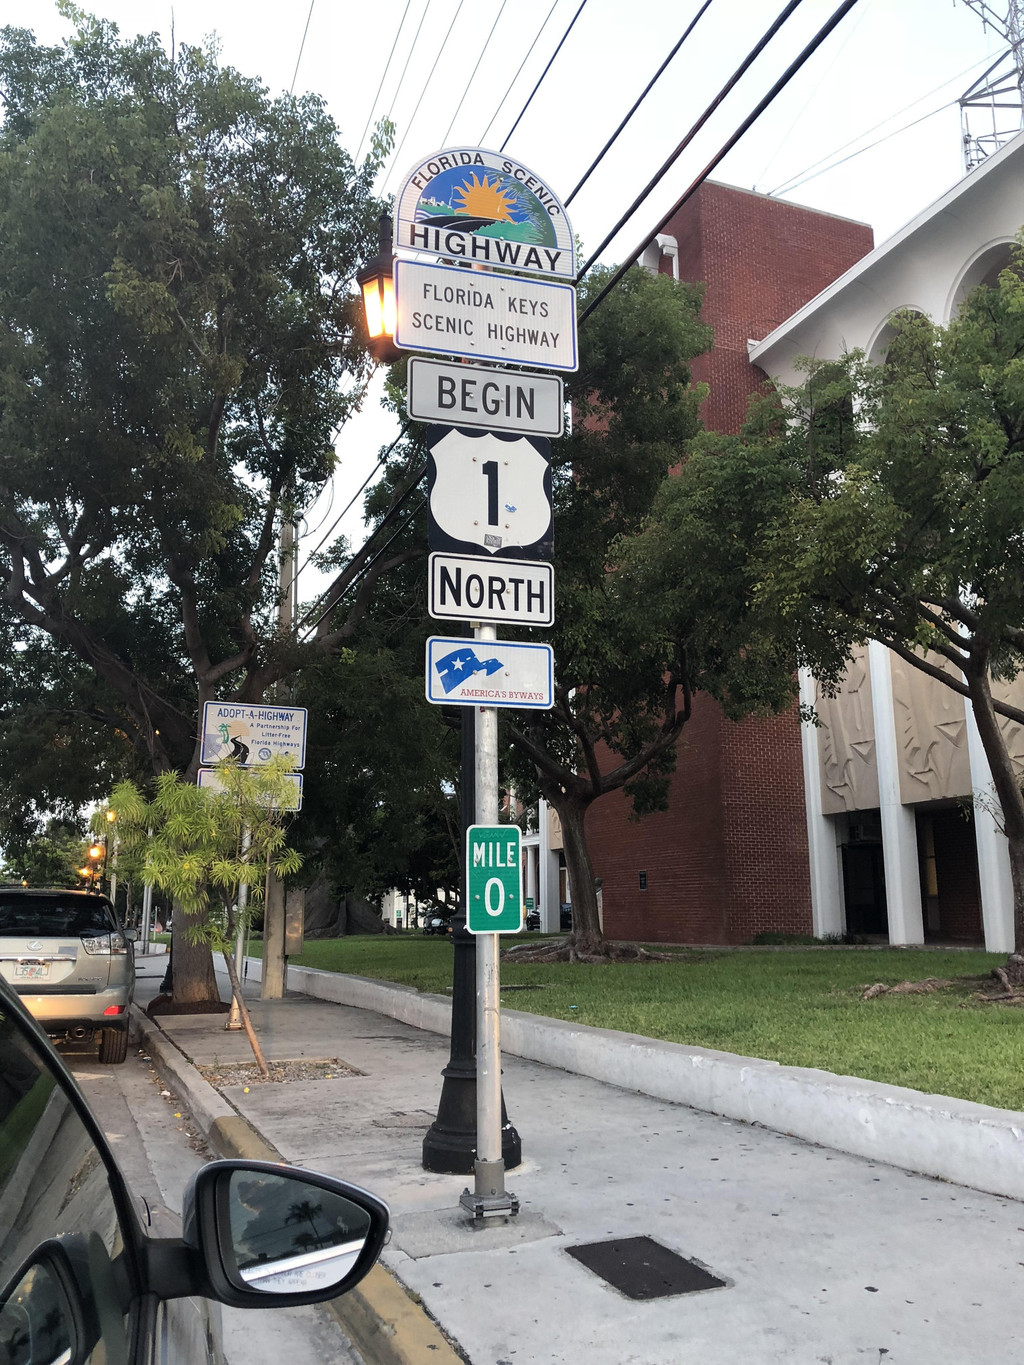 FLORIDA SCENIC
HIGHWAY
FLORIDA KEYS
SCENIC HIGHWAY
BEGIN
1
NORTH
AMERICA'S BYWAYS
MILE
0
ADOPT-A-HIGHWAY
A Partnership For
Litter-Free
Florida Highways